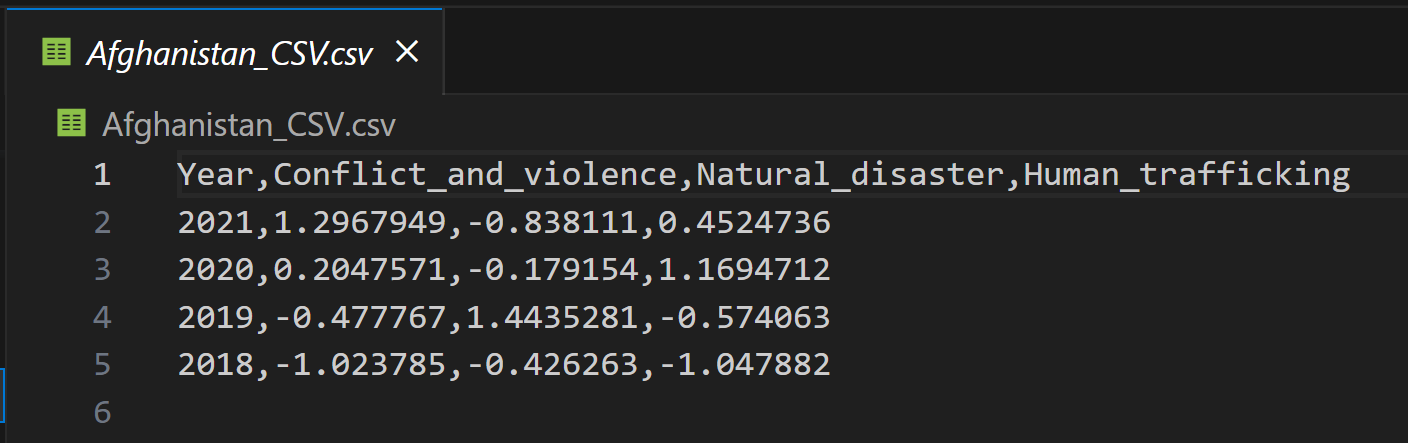 Afghanistan_CSV.csv
Afghanistan_CSV.csv
1 Year,Conflict_and_violence,Natural_disaster,Human_trafficking
2 2021,1.2967949,-0.838111,0.4524736
3 2020,0.2047571,-0.179154,1.1694712
4 2019,-0.477767,1.4435281,-0.574063
5 2018,-1.023785,-0.426263,-1.047882
6